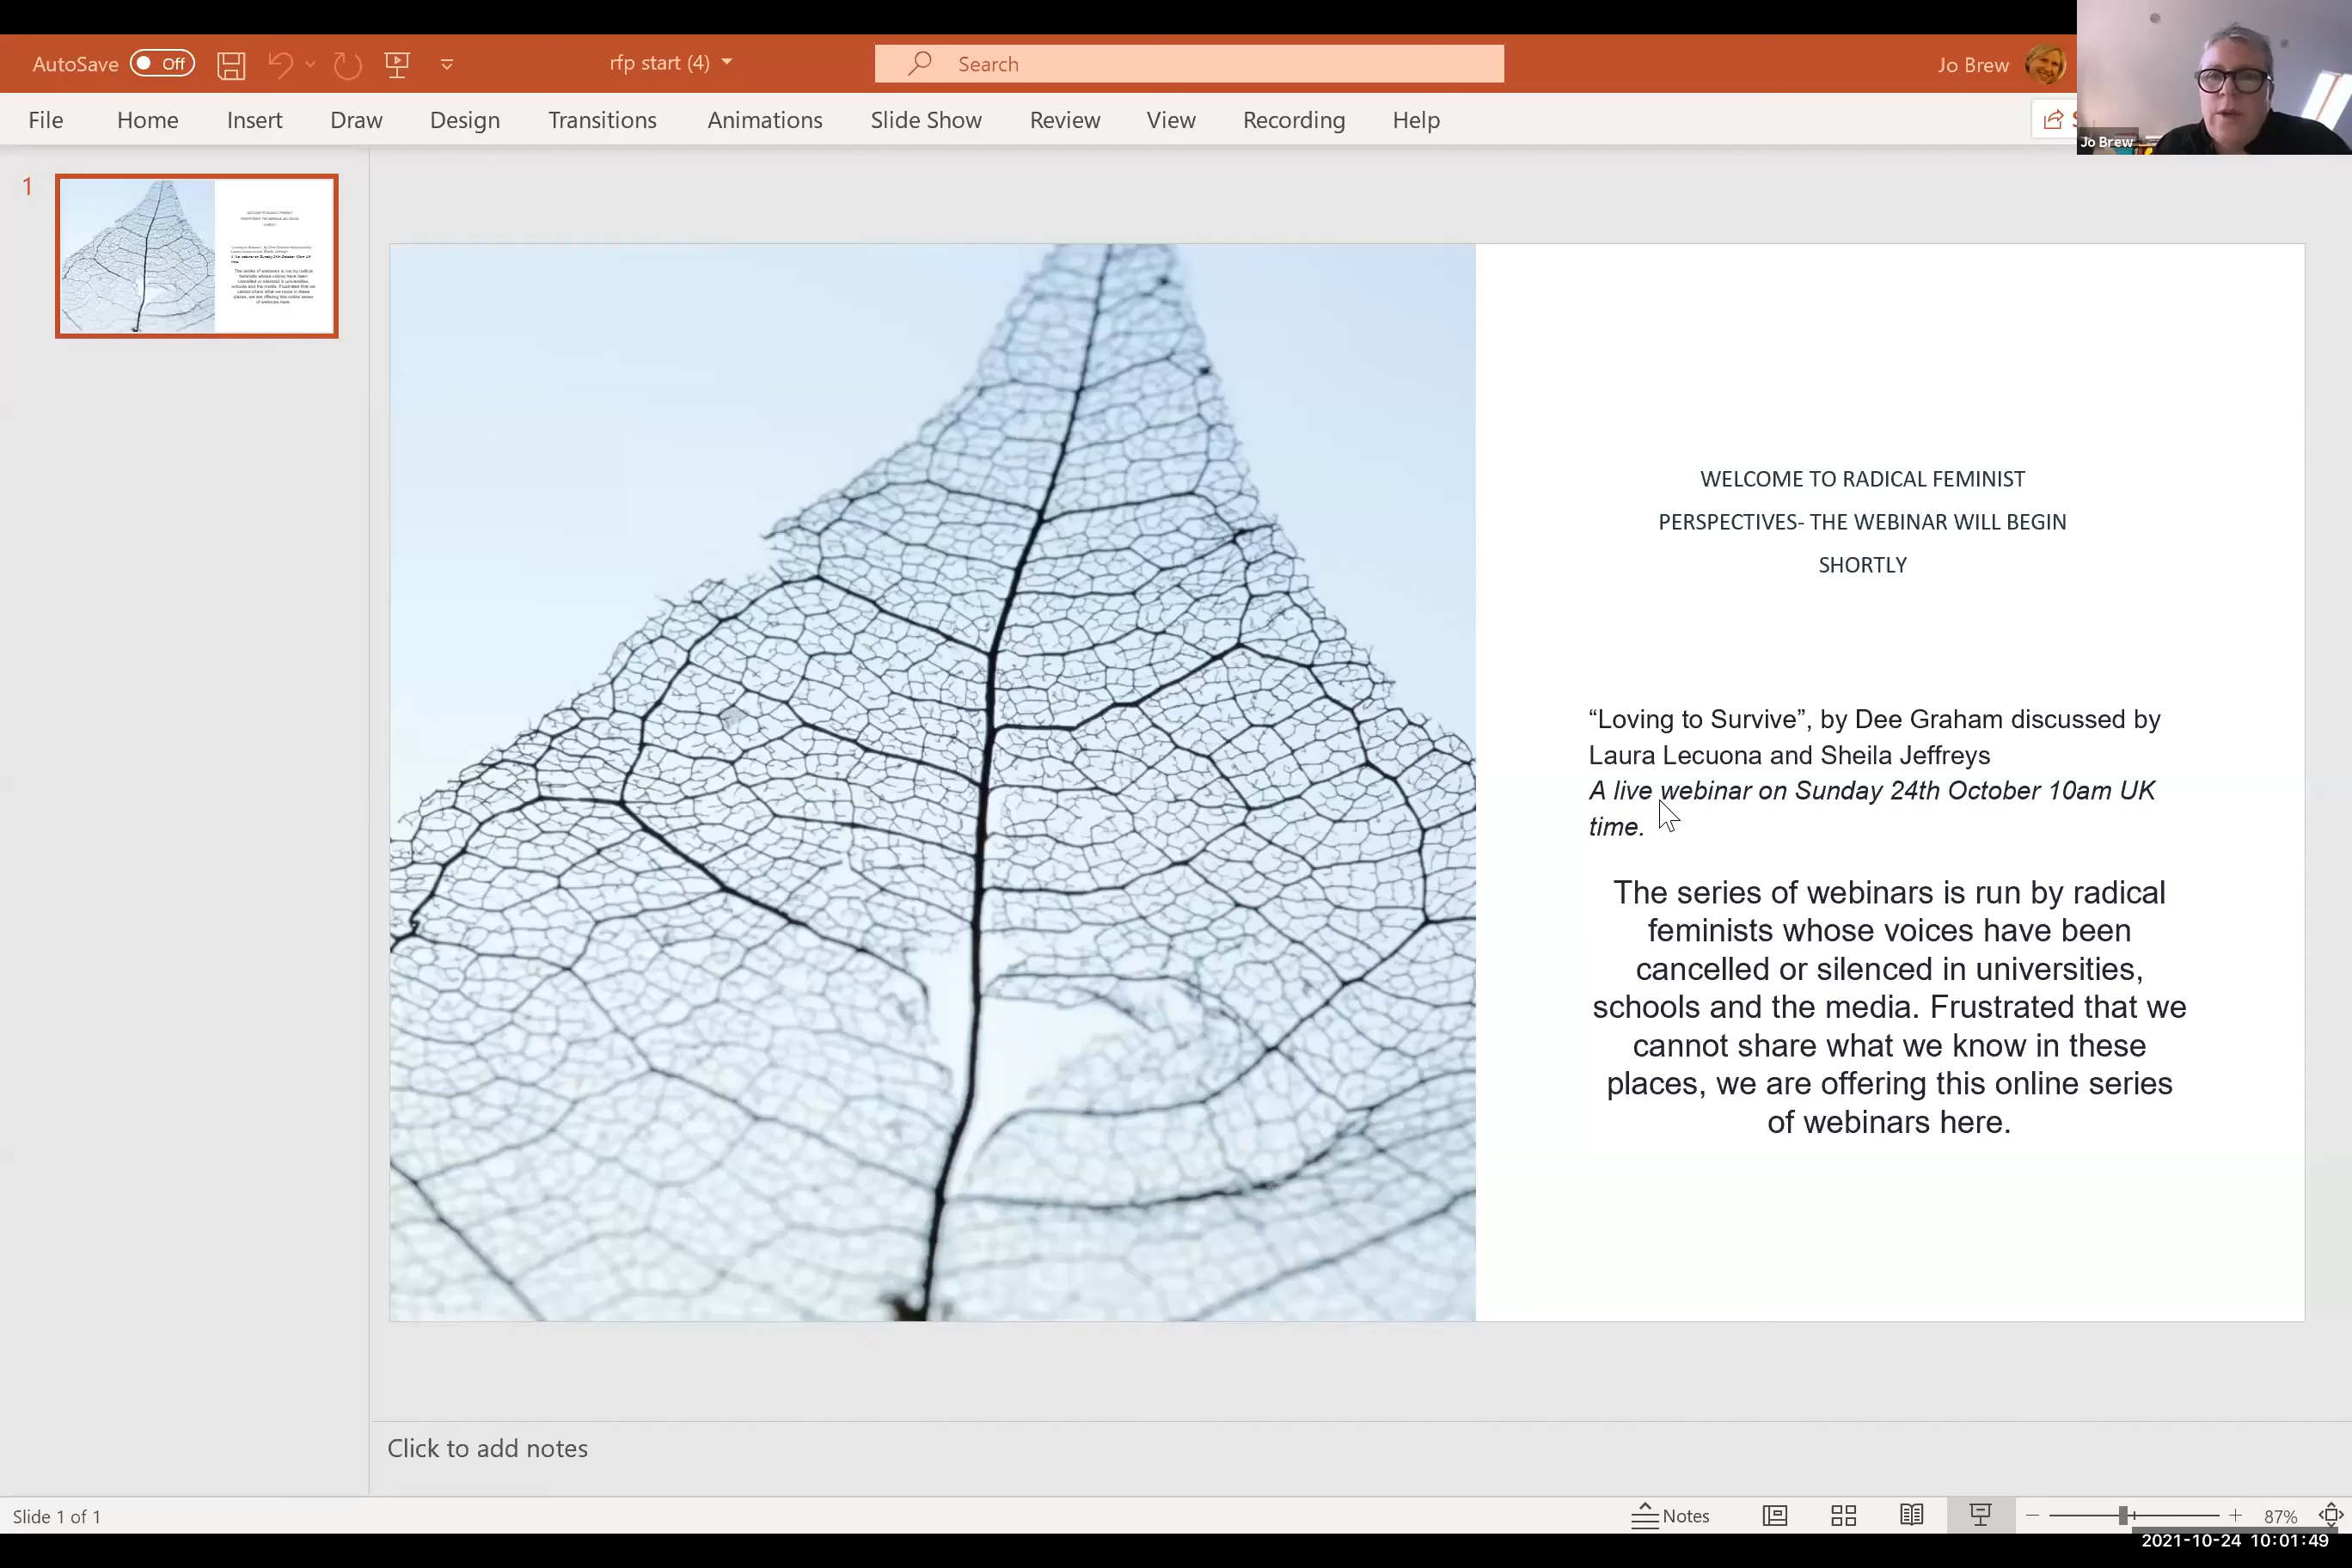 AutoSave Off rfp start (4) Search Jo Brew
File Home Insert Draw Design Transitions Animations Slide Show Review View Recording Help
Jo Brew
1
WELCOME TO RADICAL FEMINIST
PERSPECTIVES- THE WEBINAR WILL BEGIN
SHORTLY
“Loving to Survive”, by Dee Graham discussed by
Laura Lecuona and Sheila Jeffreys
A live webinar on Sunday 24th October 10am UK
time.
The series of webinars is run by radical
feminists whose voices have been
cancelled or silenced in universities,
schools and the media. Frustrated that we
cannot share what we know in these
places, we are offering this online series
of webinars here.
Click to add notes
Slide 1 of 1 Notes 87%
2021-10-24 10:01:49